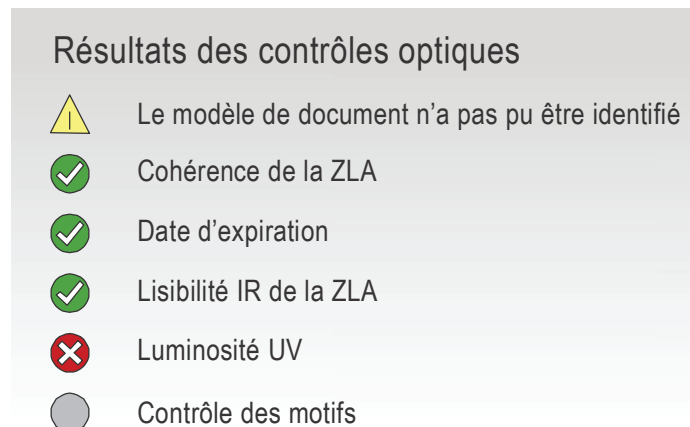 Résultats des contrôles optiques
Le modèle de document n’a pas pu être identifié
Cohérence de la ZLA
Date d’expiration
Lisibilité IR de la ZLA
Luminosité UV
Contrôle des motifs